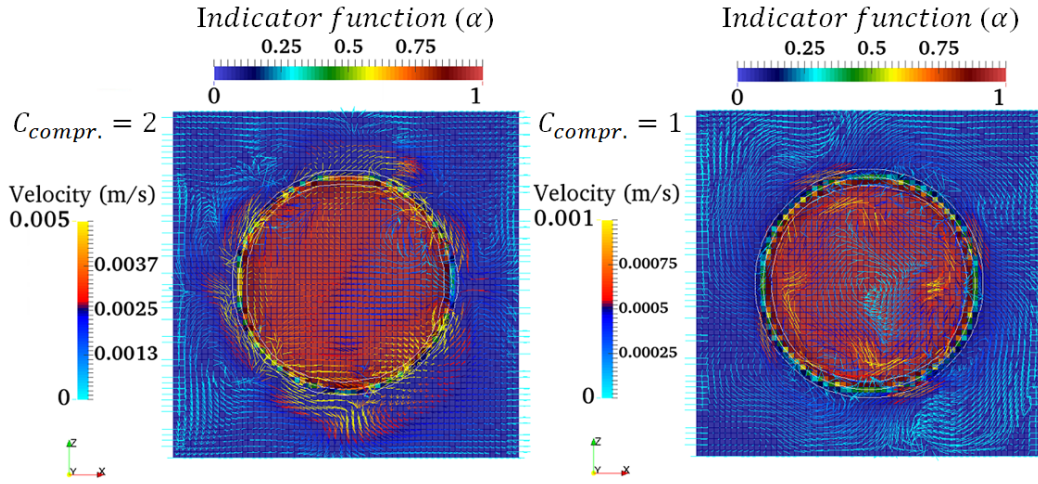 Indicator function (α)
0.25 0.5 0.75
0 1
C_compr. = 2
Velocity (m/s)
0.005
0.0037
0.0025
0.0013
0
Z
Y X
Indicator function (α)
0.25 0.5 0.75
0 1
C_compr. = 1
Velocity (m/s)
0.001
0.00075
0.0005
0.00025
0
Z
Y X